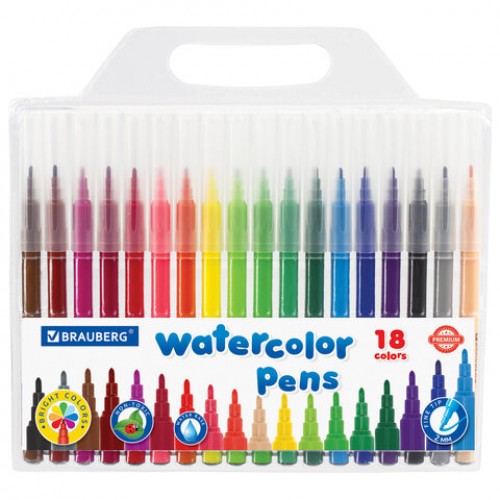 BRAUBERG
Watercolor
Pens
18
colors
PREMIUM
BRIGHT COLORS
NON-TOXIC
WATER BASE
FINE TIP
2 MM